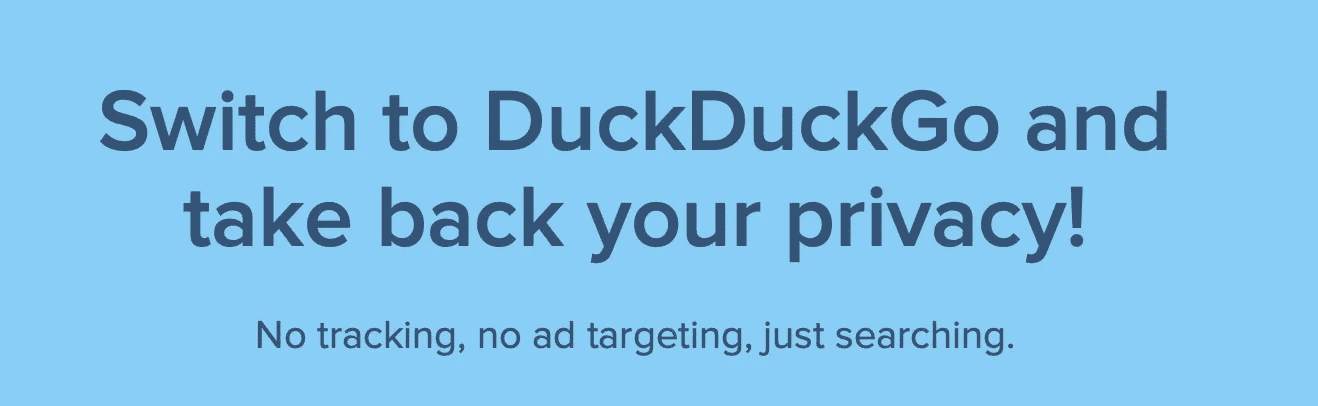 Switch to DuckDuckGo and
take back your privacy!
No tracking, no ad targeting, just searching.